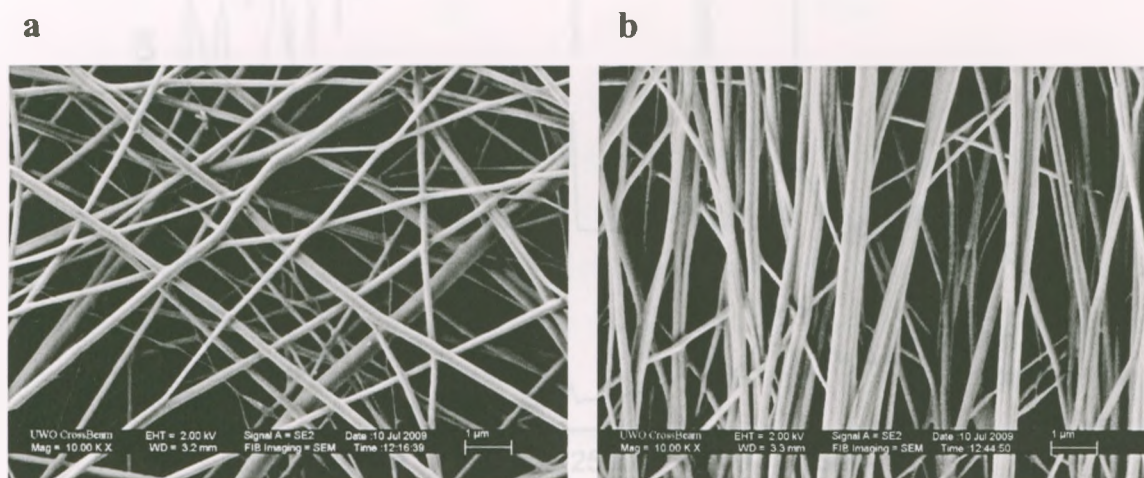 a
b
UWO CrossBeam EHT = 2.00 kV Signal A = SE2 Date :10 Jul 2009 1 µm
Mag = 10.00 K X WD = 3.2 mm FIB Imaging = SEM Time :12:16:39
UWO CrossBeam EHT = 2.00 kV Signal A = SE2 Date :10 Jul 2009 1 µm
Mag = 10.00 K X WD = 3.3 mm FIB Imaging = SEM Time :12:44:50